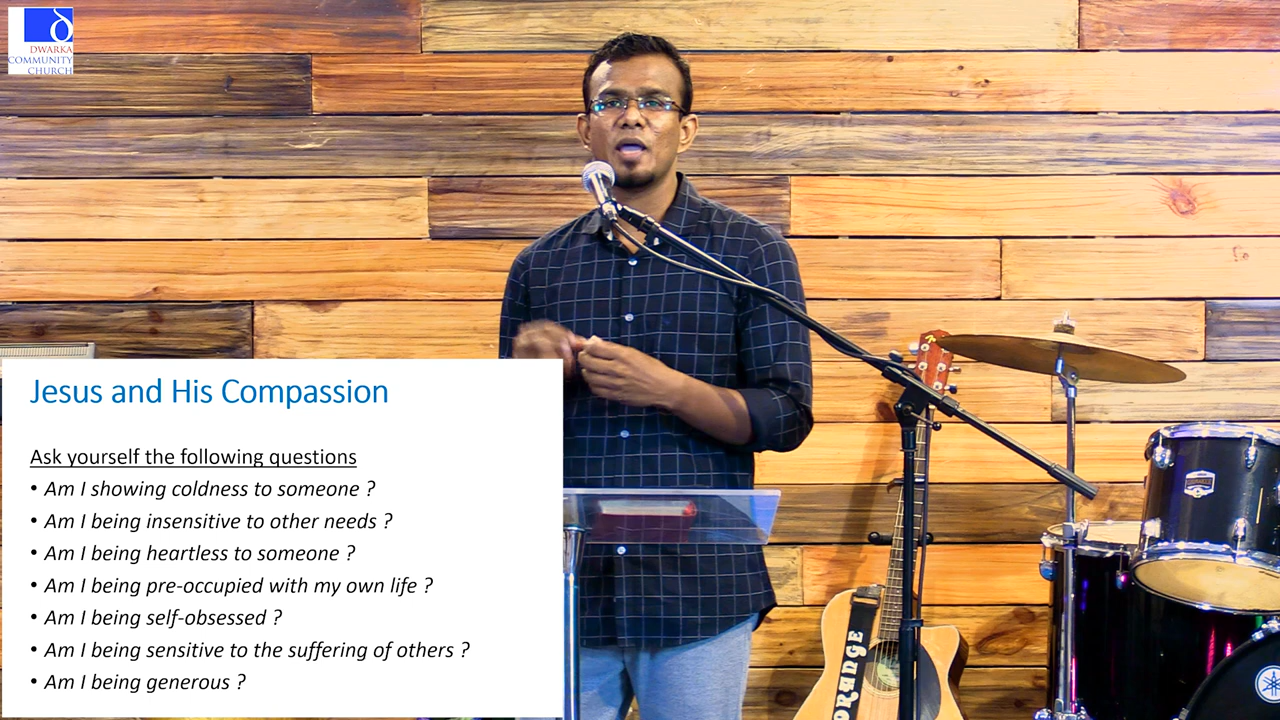 DWARKA
COMMUNITY
CHURCH
Jesus and His Compassion
Ask yourself the following questions
• Am I showing coldness to someone ?
• Am I being insensitive to other needs ?
• Am I being heartless to someone ?
• Am I being pre-occupied with my own life ?
• Am I being self-obsessed ?
• Am I being sensitive to the suffering of others ?
• Am I being generous ?
ORANGE